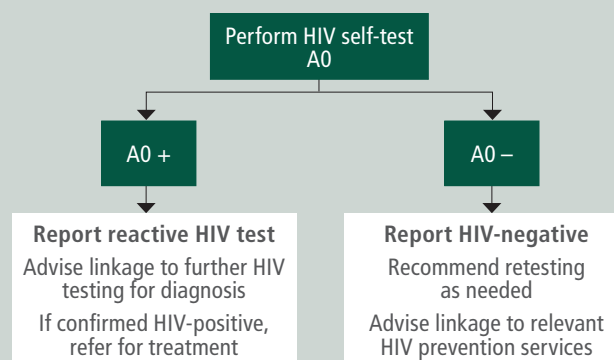 Perform HIV self-test
A0
A0 +
A0 –
Report reactive HIV test
Advise linkage to further HIV
testing for diagnosis
If confirmed HIV-positive,
refer for treatment
Report HIV-negative
Recommend retesting
as needed
Advise linkage to relevant
HIV prevention services